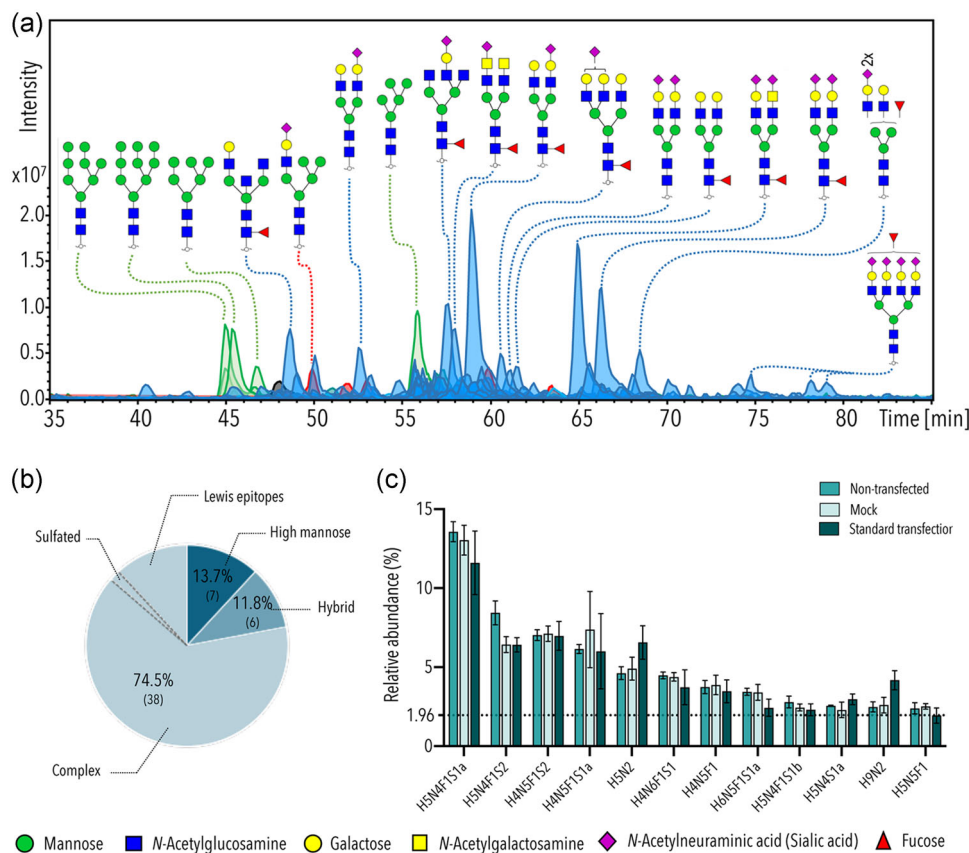 (a)
Intensity
x10⁷
2.0
1.5
1.0
0.5
0.0
2x
35 40 45 50 55 60 65 70 75 80 Time [min]
(b)
Lewis epitopes
Sulfated
High mannose
13.7%
(7)
Hybrid
11.8%
(6)
74.5%
(38)
Complex
(c)
Non-transfected
Mock
Standard transfectior
Relative abundance (%)
15
10
5
1.96
0
H5N4F1S1a
H5N4F1S2
H4N5F1S2
H4N5F1S1a
H5N2
H4N6F1S1
H4N5F1
H6N5F1S1a
H5N4F1S1b
H5N4S1a
H9N2
H5N5F1
Mannose N-Acetylglucosamine Galactose N-Acetylgalactosamine N-Acetylneuraminic acid (Sialic acid) Fucose